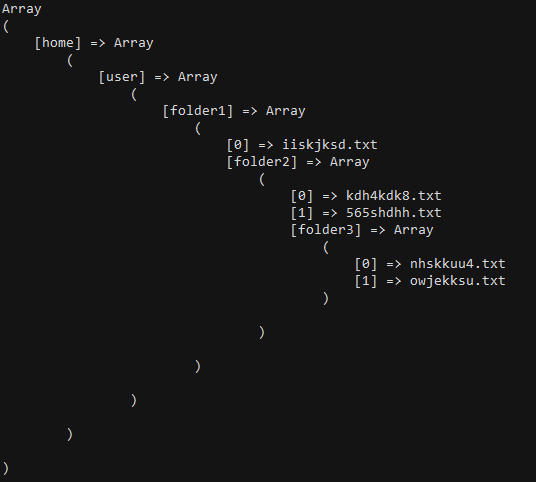 Array
(
    [home] => Array
        (
            [user] => Array
                (
                    [folder1] => Array
                        (
                            [0] => iiskjksd.txt
                            [folder2] => Array
                                (
                                    [0] => kdh4kdk8.txt
                                    [1] => 565shdhh.txt
                                    [folder3] => Array
                                        (
                                            [0] => nhskkuu4.txt
                                            [1] => owjekksu.txt
                                        )

                                )

                        )

                )

        )

)